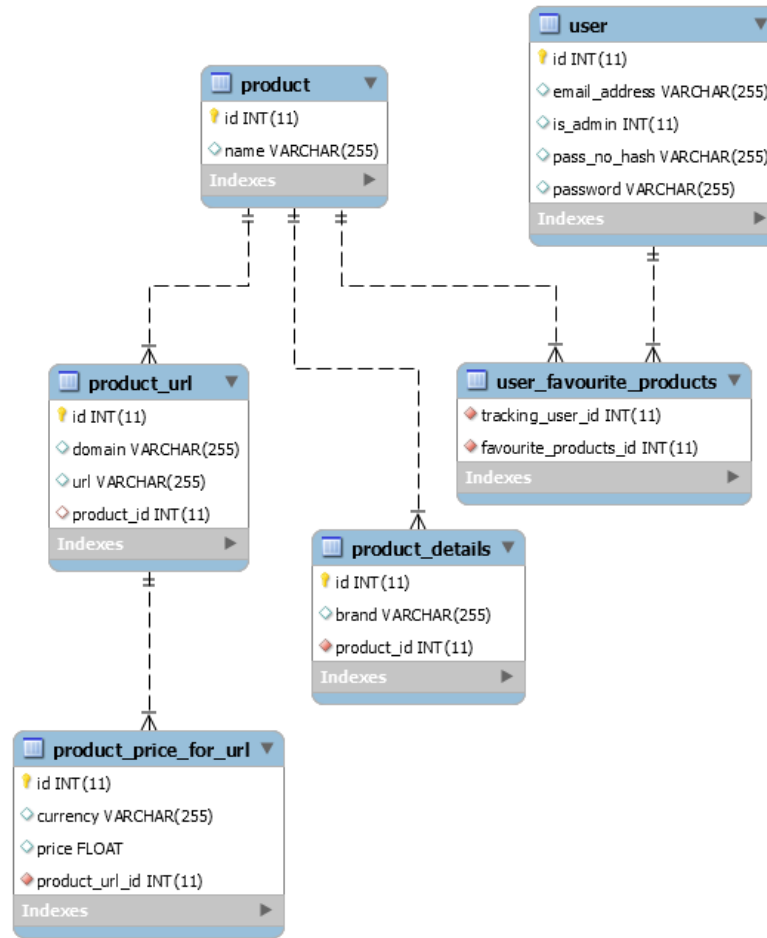 user
id INT(11)
email_address VARCHAR(255)
is_admin INT(11)
pass_no_hash VARCHAR(255)
password VARCHAR(255)
Indexes
product
id INT(11)
name VARCHAR(255)
Indexes
product_url
id INT(11)
domain VARCHAR(255)
url VARCHAR(255)
product_id INT(11)
Indexes
user_favourite_products
tracking_user_id INT(11)
favourite_products_id INT(11)
Indexes
product_details
id INT(11)
brand VARCHAR(255)
product_id INT(11)
Indexes
product_price_for_url
id INT(11)
currency VARCHAR(255)
price FLOAT
product_url_id INT(11)
Indexes